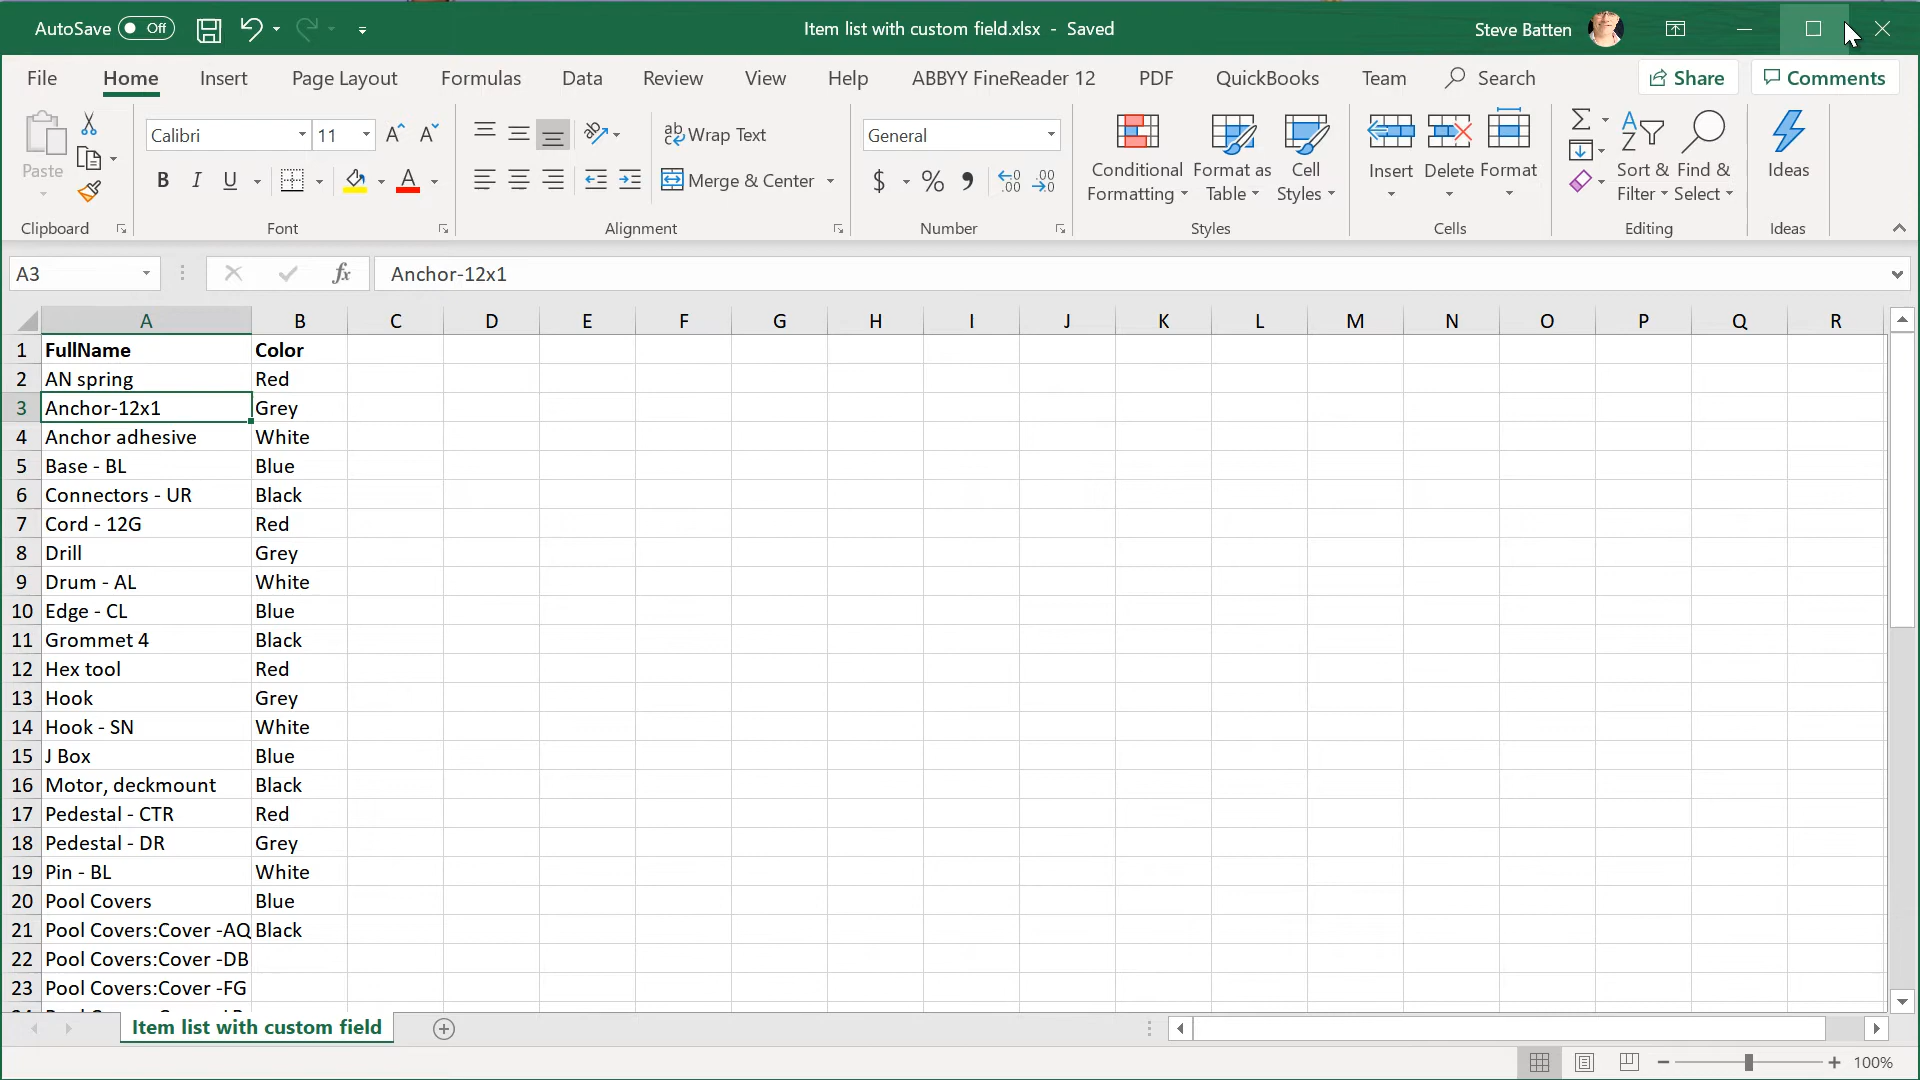 AutoSave Off Item list with custom field.xlsx - Saved Steve Batten
File Home Insert Page Layout Formulas Data Review View Help ABBYY FineReader 12 PDF QuickBooks Team Search Share Comments
Calibri 11 Wrap Text General
Paste Conditional Format as Cell Insert Delete Format Sort & Find & Ideas
B I U Merge & Center $ % Formatting Table Styles Filter Select
Clipboard Font Alignment Number Styles Cells Editing Ideas
A3 fx Anchor-12x1
A B C D E F G H I J K L M N O P Q R
1 FullName Color
2 AN spring Red
3 Anchor-12x1 Grey
4 Anchor adhesive White
5 Base - BL Blue
6 Connectors - UR Black
7 Cord - 12G Red
8 Drill Grey
9 Drum - AL White
10 Edge - CL Blue
11 Grommet 4 Black
12 Hex tool Red
13 Hook Grey
14 Hook - SN White
15 J Box Blue
16 Motor, deckmount Black
17 Pedestal - CTR Red
18 Pedestal - DR Grey
19 Pin - BL White
20 Pool Covers Blue
21 Pool Covers:Cover -AQ Black
22 Pool Covers:Cover -DB
23 Pool Covers:Cover -FG
Item list with custom field
100%